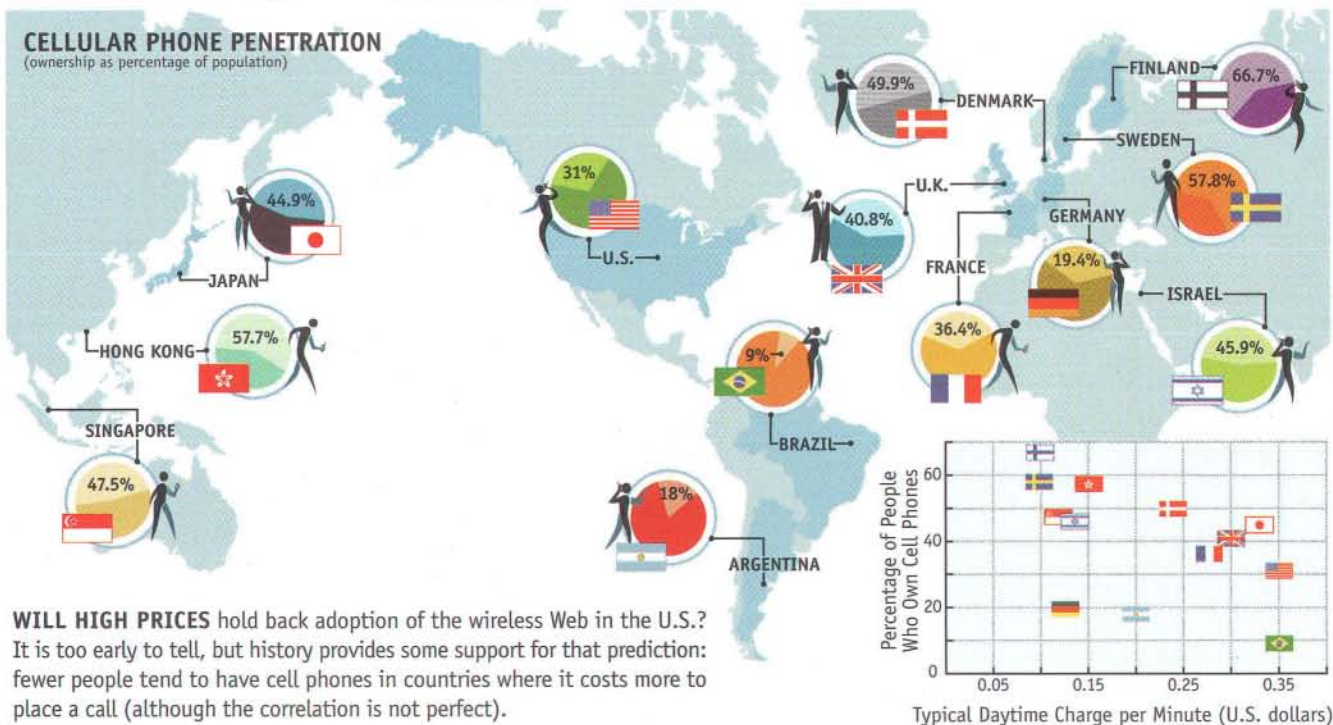 CELLULAR PHONE PENETRATION
(ownership as percentage of population)
44.9%
JAPAN
57.7%
HONG KONG
SINGAPORE
47.5%
31%
U.S.
9%
BRAZIL
18%
ARGENTINA
49.9%
DENMARK
FINLAND
66.7%
SWEDEN
57.8%
U.K.
40.8%
GERMANY
19.4%
FRANCE
36.4%
ISRAEL
45.9%
WILL HIGH PRICES hold back adoption of the wireless Web in the U.S.?
It is too early to tell, but history provides some support for that prediction:
fewer people tend to have cell phones in countries where it costs more to
place a call (although the correlation is not perfect).
Percentage of People
Who Own Cell Phones
60
40
20
0
0.05
0.15
0.25
0.35
Typical Daytime Charge per Minute (U.S. dollars)